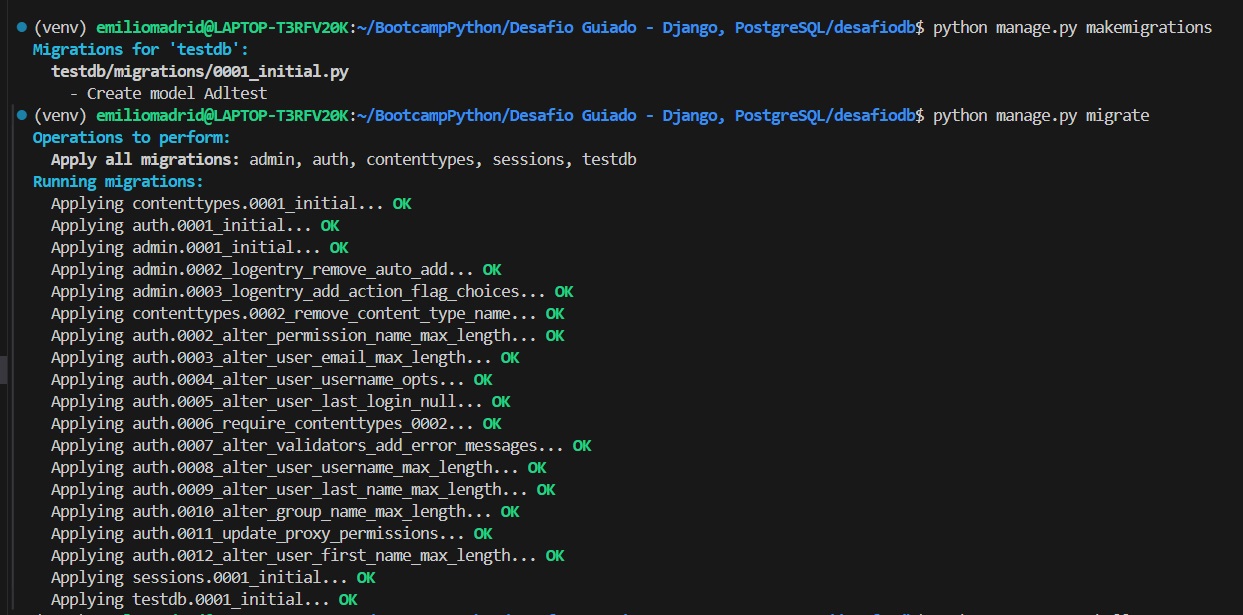 (venv) emiliomadrid@LAPTOP-T3RFV20K:~/BootcampPython/Desafio Guiado - Django, PostgreSQL/desafiodb$ python manage.py makemigrations
Migrations for 'testdb':
testdb/migrations/0001_initial.py
- Create model Adltest
(venv) emiliomadrid@LAPTOP-T3RFV20K:~/BootcampPython/Desafio Guiado - Django, PostgreSQL/desafiodb$ python manage.py migrate
Operations to perform:
Apply all migrations: admin, auth, contenttypes, sessions, testdb
Running migrations:
Applying contenttypes.0001_initial... OK
Applying auth.0001_initial... OK
Applying admin.0001_initial... OK
Applying admin.0002_logentry_remove_auto_add... OK
Applying admin.0003_logentry_add_action_flag_choices... OK
Applying contenttypes.0002_remove_content_type_name... OK
Applying auth.0002_alter_permission_name_max_length... OK
Applying auth.0003_alter_user_email_max_length... OK
Applying auth.0004_alter_user_username_opts... OK
Applying auth.0005_alter_user_last_login_null... OK
Applying auth.0006_require_contenttypes_0002... OK
Applying auth.0007_alter_validators_add_error_messages... OK
Applying auth.0008_alter_user_username_max_length... OK
Applying auth.0009_alter_user_last_name_max_length... OK
Applying auth.0010_alter_group_name_max_length... OK
Applying auth.0011_update_proxy_permissions... OK
Applying auth.0012_alter_user_first_name_max_length... OK
Applying sessions.0001_initial... OK
Applying testdb.0001_initial... OK